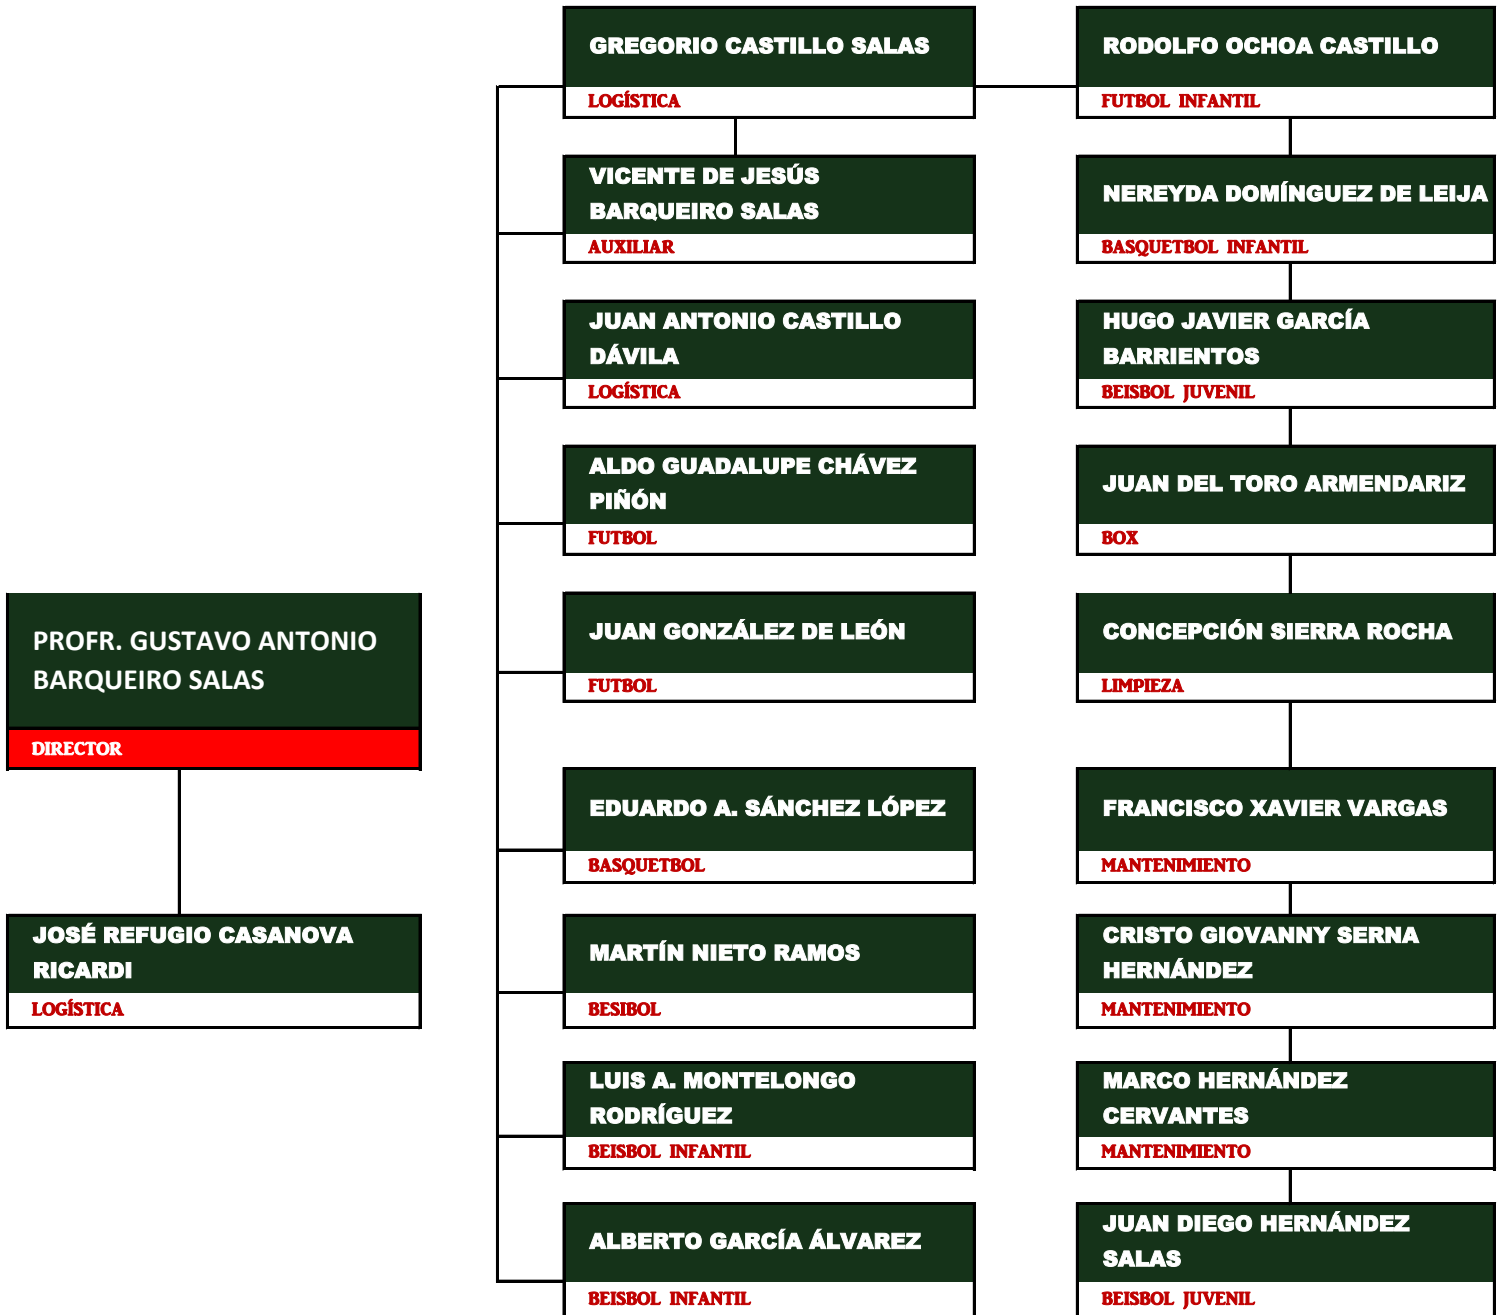 PROFR. GUSTAVO ANTONIO
BARQUEIRO SALAS
DIRECTOR
JOSÉ REFUGIO CASANOVA
RICARDI
LOGÍSTICA
GREGORIO CASTILLO SALAS
LOGÍSTICA
VICENTE DE JESÚS
BARQUEIRO SALAS
AUXILIAR
JUAN ANTONIO CASTILLO
DÁVILA
LOGÍSTICA
ALDO GUADALUPE CHÁVEZ
PIÑÓN
FUTBOL
JUAN GONZÁLEZ DE LEÓN
FUTBOL
EDUARDO A. SÁNCHEZ LÓPEZ
BASQUETBOL
MARTÍN NIETO RAMOS
BESIBOL
LUIS A. MONTELONGO
RODRÍGUEZ
BEISBOL INFANTIL
ALBERTO GARCÍA ÁLVAREZ
BEISBOL INFANTIL
RODOLFO OCHOA CASTILLO
FUTBOL INFANTIL
NEREYDA DOMÍNGUEZ DE LEIJA
BASQUETBOL INFANTIL
HUGO JAVIER GARCÍA
BARRIENTOS
BEISBOL JUVENIL
JUAN DEL TORO ARMENDARIZ
BOX
CONCEPCIÓN SIERRA ROCHA
LIMPIEZA
FRANCISCO XAVIER VARGAS
MANTENIMIENTO
CRISTO GIOVANNY SERNA
HERNÁNDEZ
MANTENIMIENTO
MARCO HERNÁNDEZ
CERVANTES
MANTENIMIENTO
JUAN DIEGO HERNÁNDEZ
SALAS
BEISBOL JUVENIL